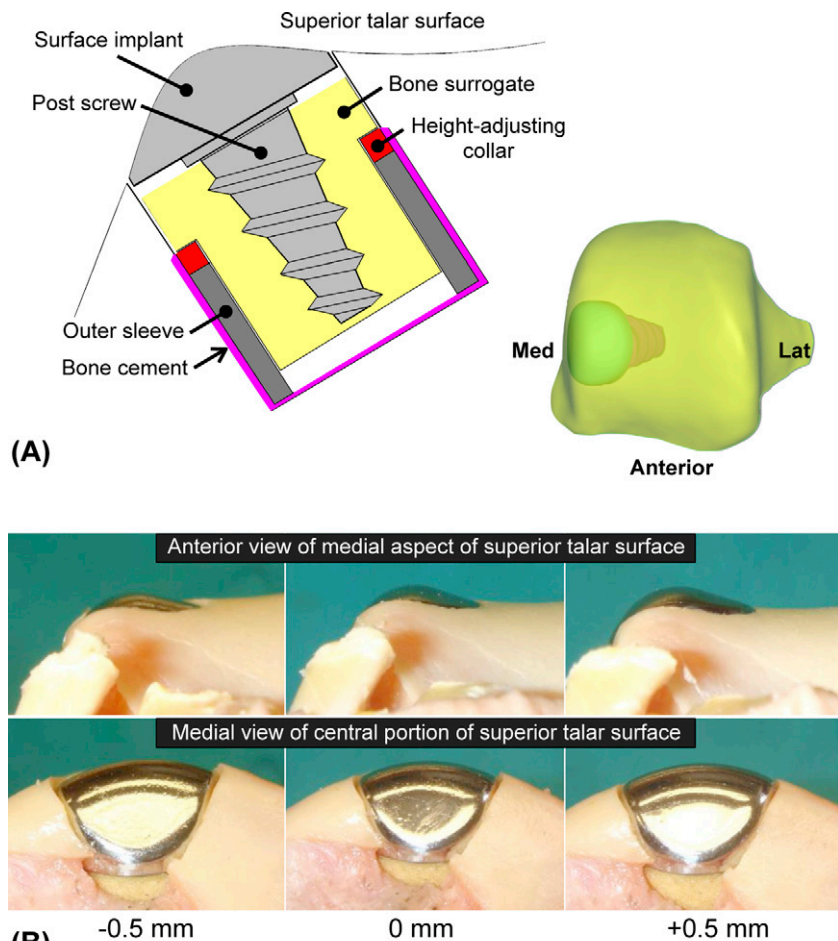 Superior talar surface
Surface implant
Post screw
Bone surrogate
Height-adjusting
collar
Outer sleeve
Bone cement
Med
Lat
Anterior
(A)
Anterior view of medial aspect of superior talar surface
Medial view of central portion of superior talar surface
-0.5 mm
0 mm
+0.5 mm
(B)